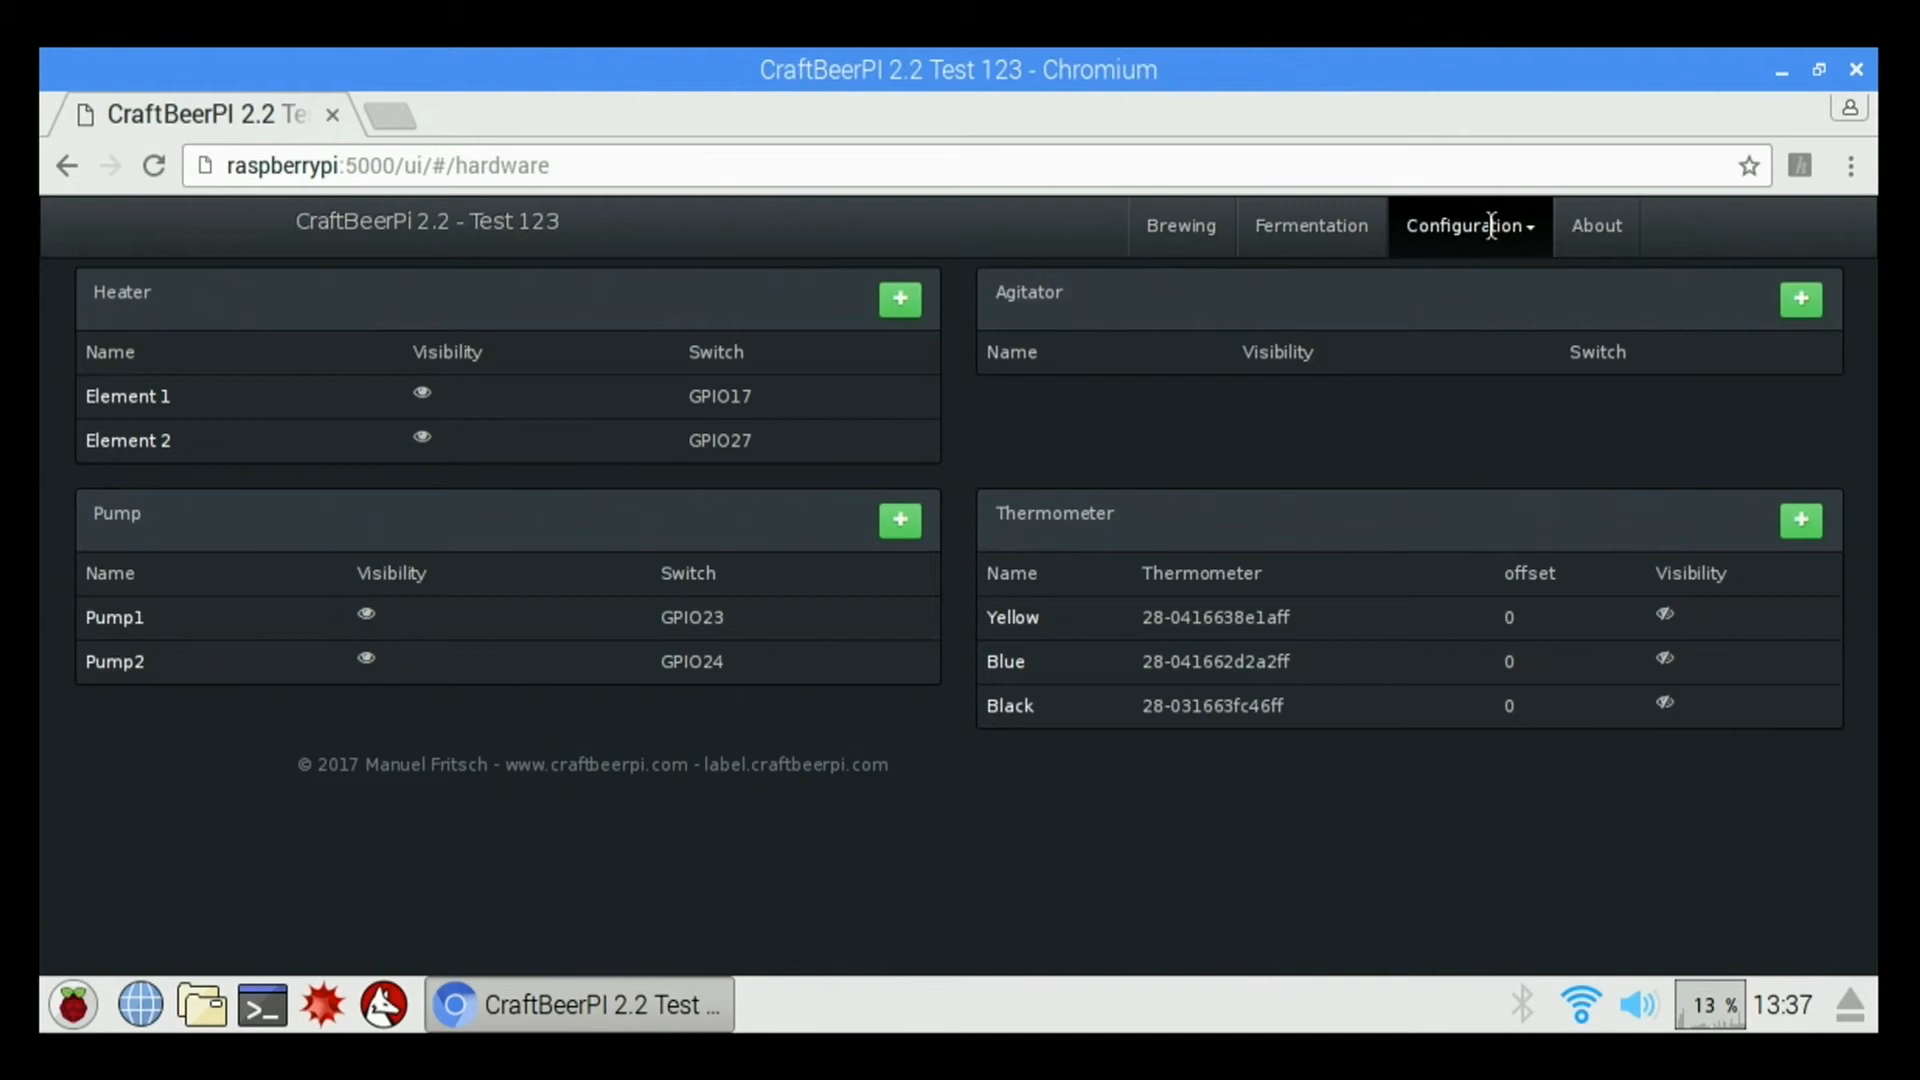 CraftBeerPI 2.2 Test 123 - Chromium
CraftBeerPI 2.2 Te
raspberrypi:5000/ui/#/hardware
CraftBeerPi 2.2 - Test 123
Brewing
Fermentation
Configuration
About
Heater
Name Visibility Switch
Element 1 GPIO17
Element 2 GPIO27
Agitator
Name Visibility Switch
Pump
Name Visibility Switch
Pump1 GPIO23
Pump2 GPIO24
Thermometer
Name Thermometer offset Visibility
Yellow 28-0416638e1aff 0
Blue 28-041662d2a2ff 0
Black 28-031663fc46ff 0
© 2017 Manuel Fritsch - www.craftbeerpi.com - label.craftbeerpi.com
CraftBeerPI 2.2 Test ...
13 %
13:37